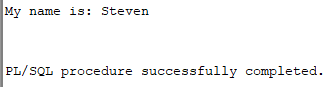 My name is: Steven
PL/SQL procedure successfully completed.